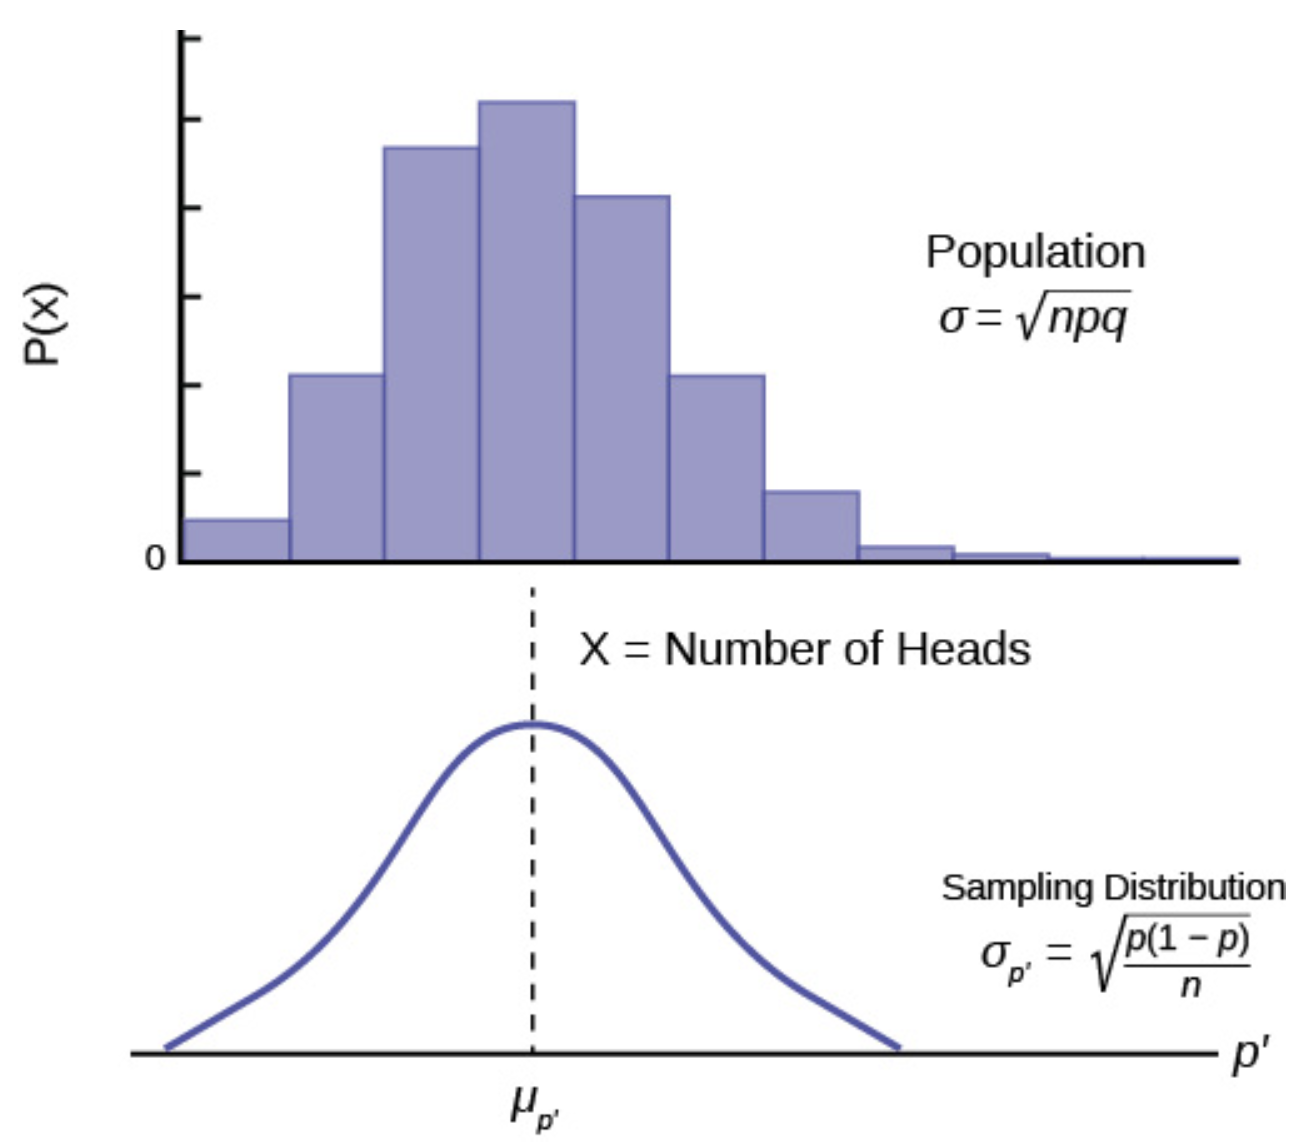 P(x)
Population
σ = √npq
0
X = Number of Heads
Sampling Distribution
σp′ = √p(1 − p)/n
p′
μp′